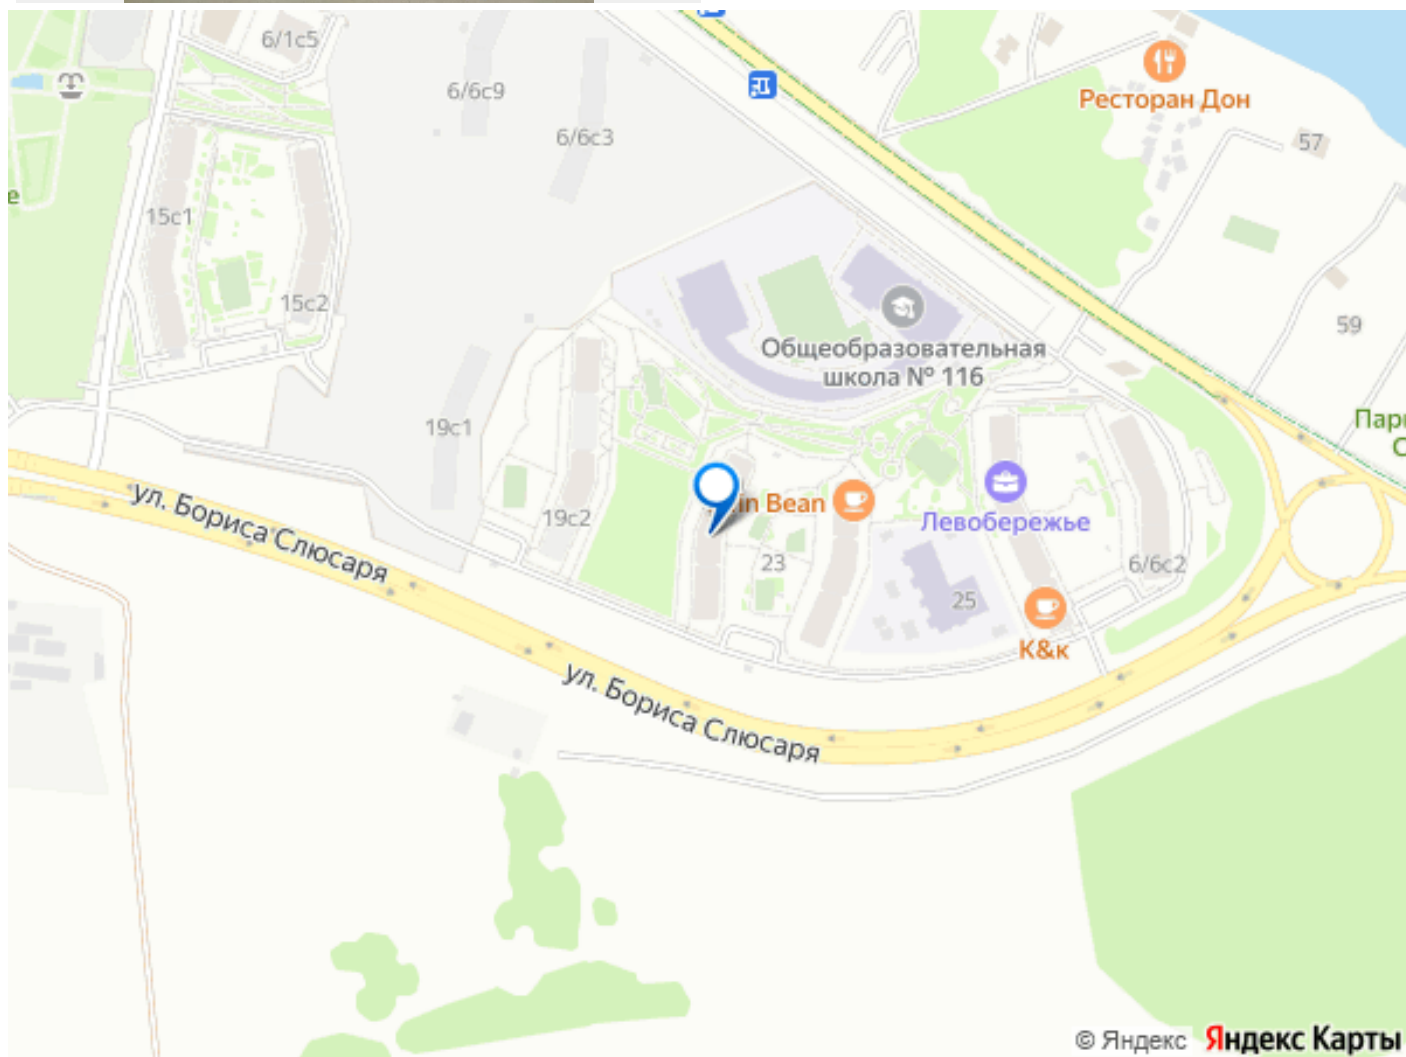 6/1с5
6/6с9
6/6с3
Ресторан Дон
57
е
15с1
15с2
59
Общеобразовательная
школа № 116
19с1
19с2
in Bean
Левобережье
23
25
6/6с2
К&к
ул. Бориса Слюсаря
ул. Бориса Слюсаря
© Яндекс Яндекс Карты